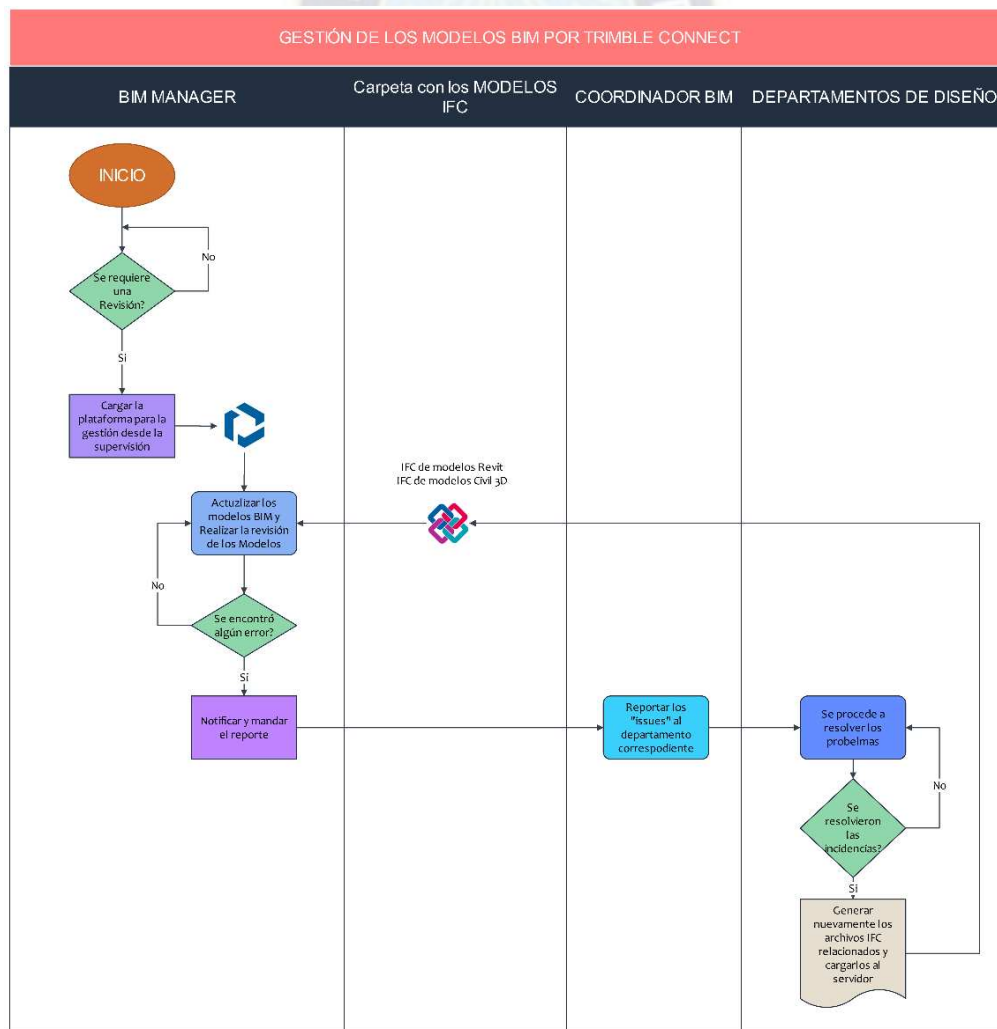 GESTIÓN DE LOS MODELOS BIM POR TRIMBLE CONNECT
BIM MANAGER
Carpeta con los MODELOS
IFC
COORDINADOR BIM
DEPARTAMENTOS DE DISEÑO
INICIO
No
Se requiere
una
Revisión?
Si
Cargar la
plataforma para la
gestión desde la
supervisión
IFC de modelos Revit
IFC de modelos Civil 3D
Actuzlizar los
modelos BIM y
Realizar la revisión
de los Modelos
No
Se encontró
algún error?
Si
Notificar y mandar
el reporte
Reportar los
"issues" al
departamento
correspodiente
Se procede a
resolver los
probelmas
No
Se
resolvieron
las
incidencias?
Si
Generar
nuevamente los
archivos IFC
relacionados y
cargarlos al
servidor